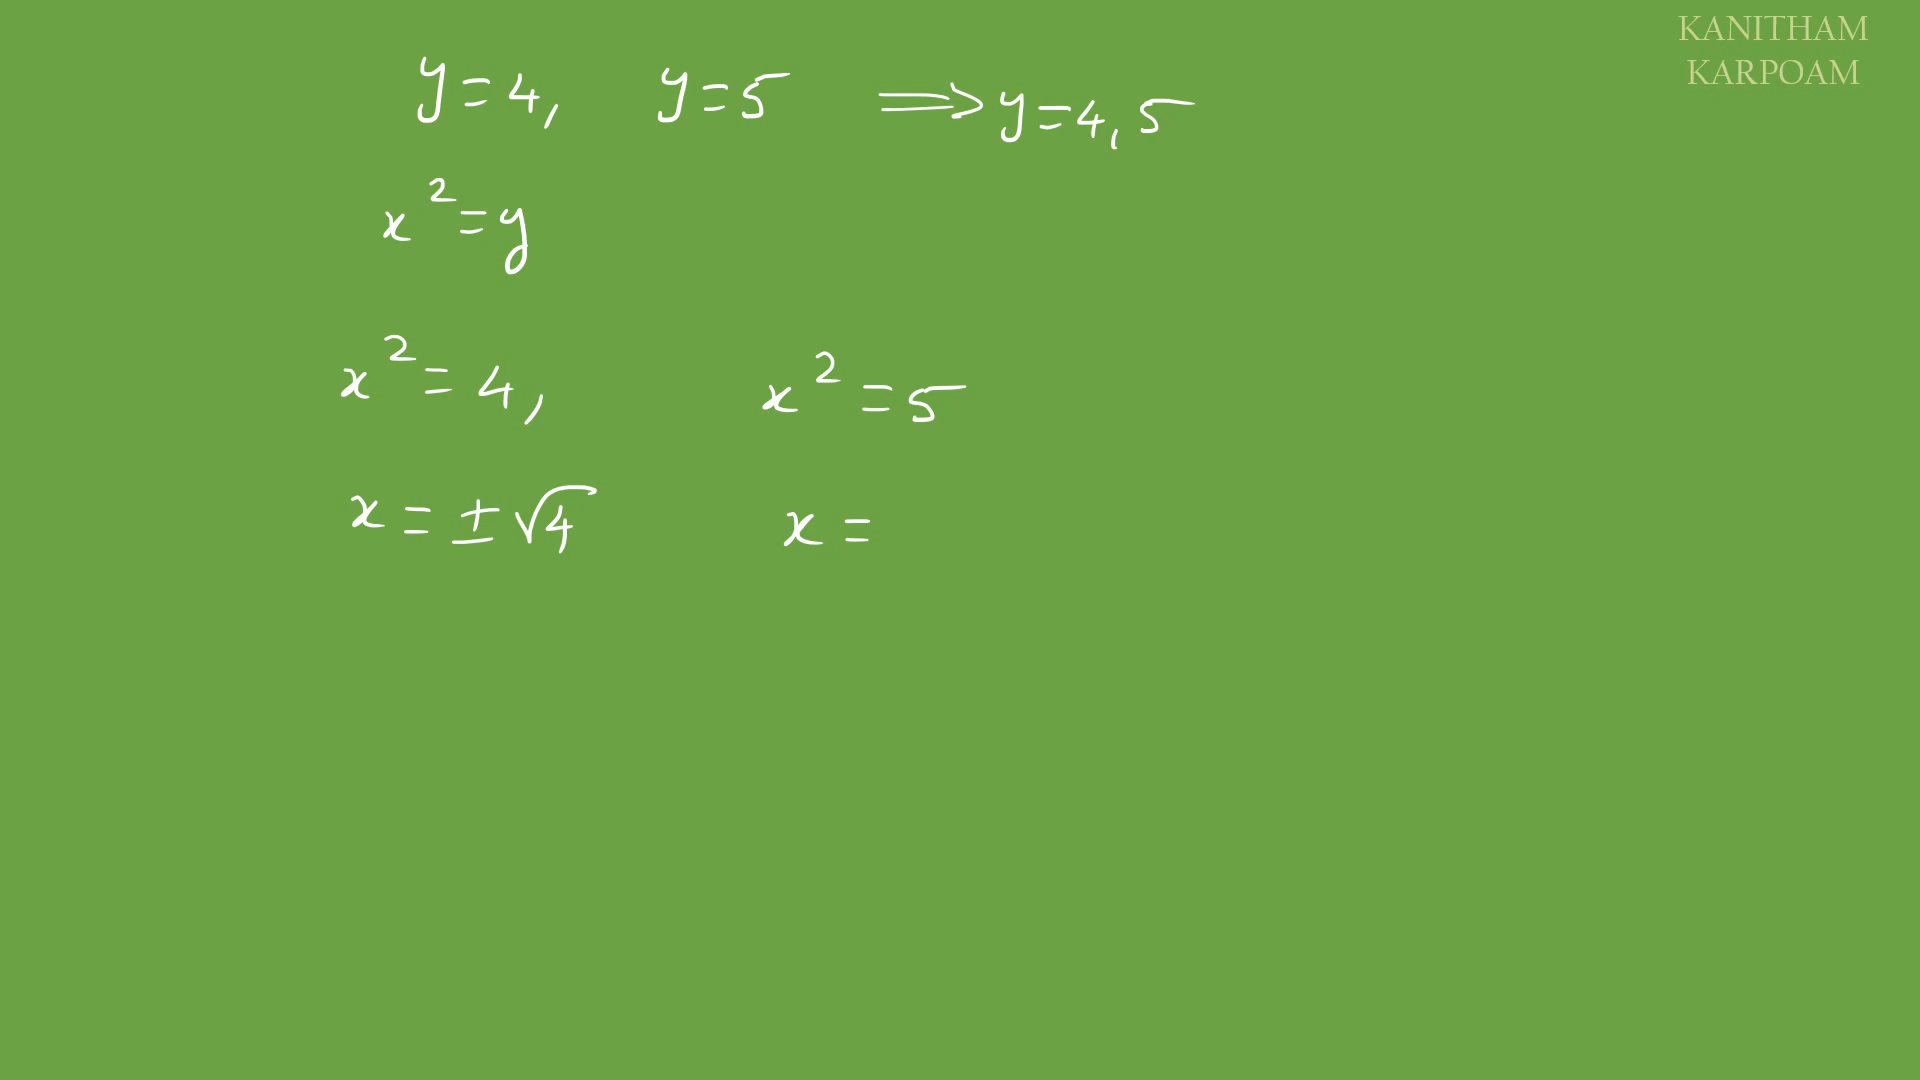 KANITHAM
KARPOAM
y = 4, y = 5 ⟹ y = 4, 5
x² = y
x² = 4, x² = 5
x = ± √4 x =